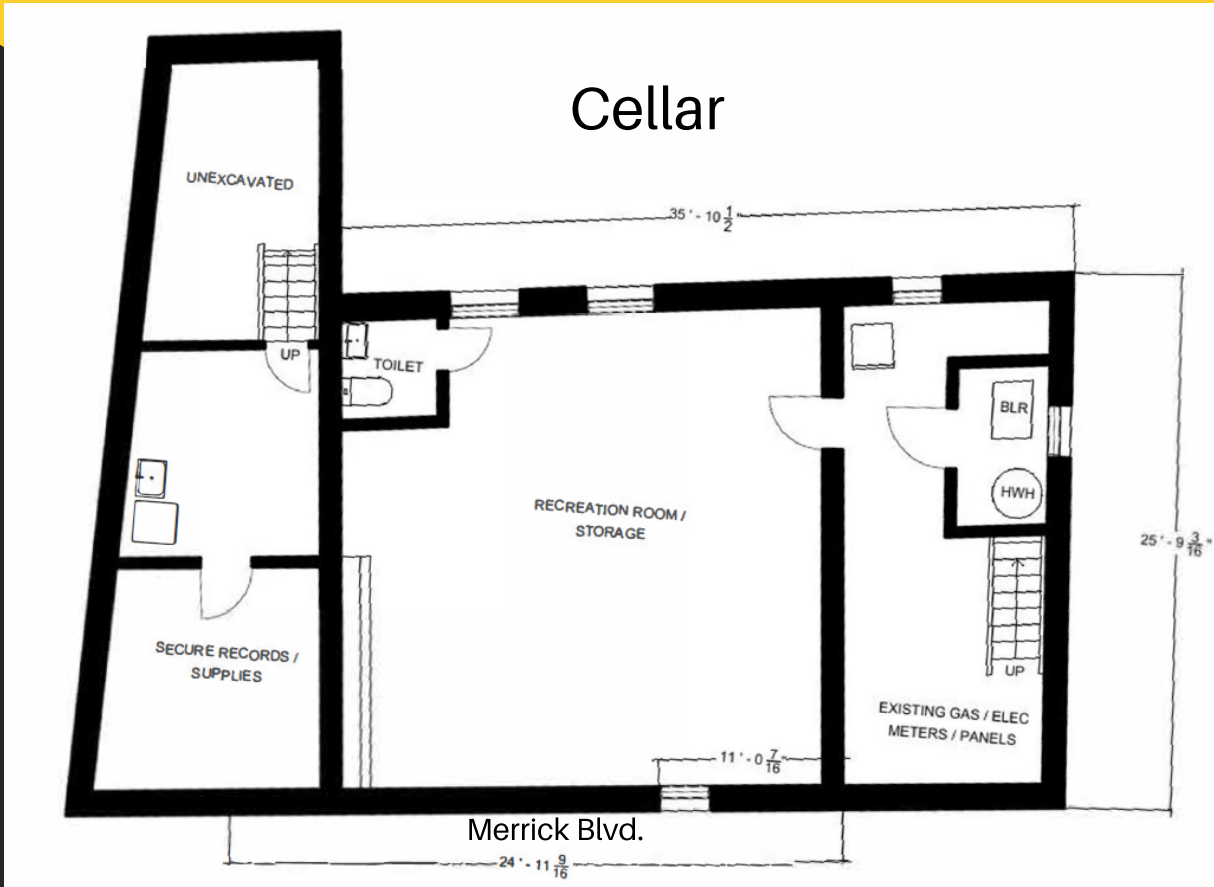 Cellar
UNEXCAVATED
35'-10 1/2"
UP
TOILET
BLR
HWH
RECREATION ROOM /
STORAGE
25'-9 3/16"
SECURE RECORDS /
SUPPLIES
UP
EXISTING GAS / ELEC
METERS / PANELS
11'-0 7/16"
Merrick Blvd.
24'-11 9/16"